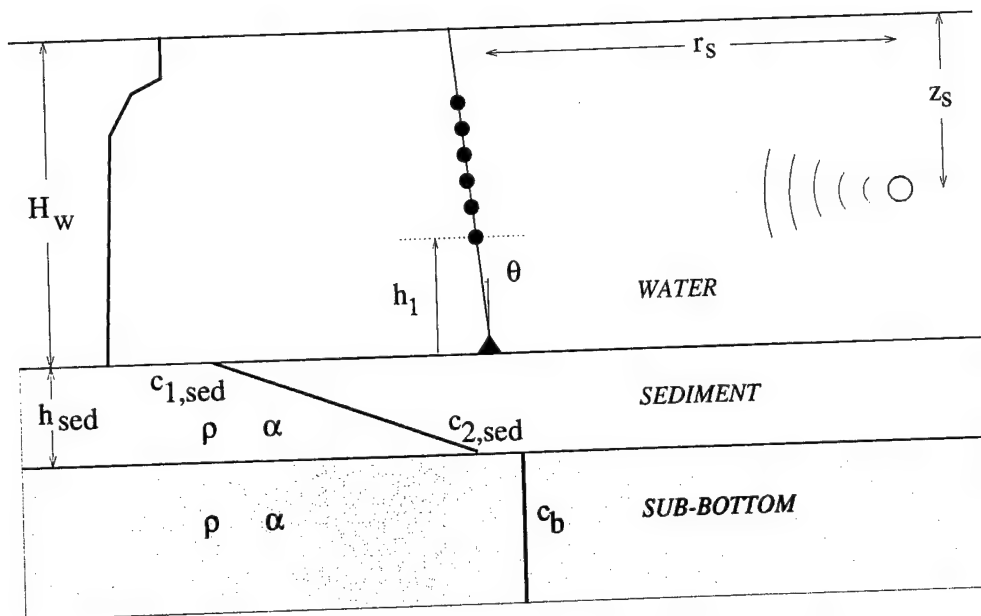 r_s
z_s
H_w
θ
h_1
WATER
c_1,sed
SEDIMENT
h_sed
ρ α
c_2,sed
ρ α
c_b
SUB-BOTTOM